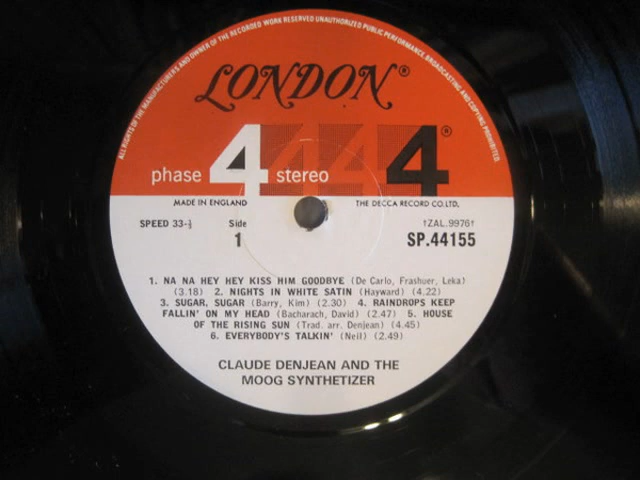 ALL RIGHTS OF THE MANUFACTURERS AND OWNER OF THE RECORDED WORK RESERVED UNAUTHORIZED PUBLIC PERFORMANCE BROADCASTING AND COPYING PROHIBITED.
LONDON®
phase 4 stereo 444®
MADE IN ENGLAND THE DECCA RECORD CO.LTD,
SPEED 33-⅓ Side †ZAL.9976†
1 SP.44155
1. NA NA HEY HEY KISS HIM GOODBYE (De Carlo, Frashuer, Leka)
(3.18) 2. NIGHTS IN WHITE SATIN (Hayward) (4.22)
3. SUGAR, SUGAR (Barry, Kim) (2.30) 4. RAINDROPS KEEP
FALLIN' ON MY HEAD (Bacharach, David) (2.47) 5. HOUSE
OF THE RISING SUN (Trad. arr. Denjean) (4.45)
6. EVERYBODY'S TALKIN' (Neil) (2.49)
CLAUDE DENJEAN AND THE
MOOG SYNTHETIZER